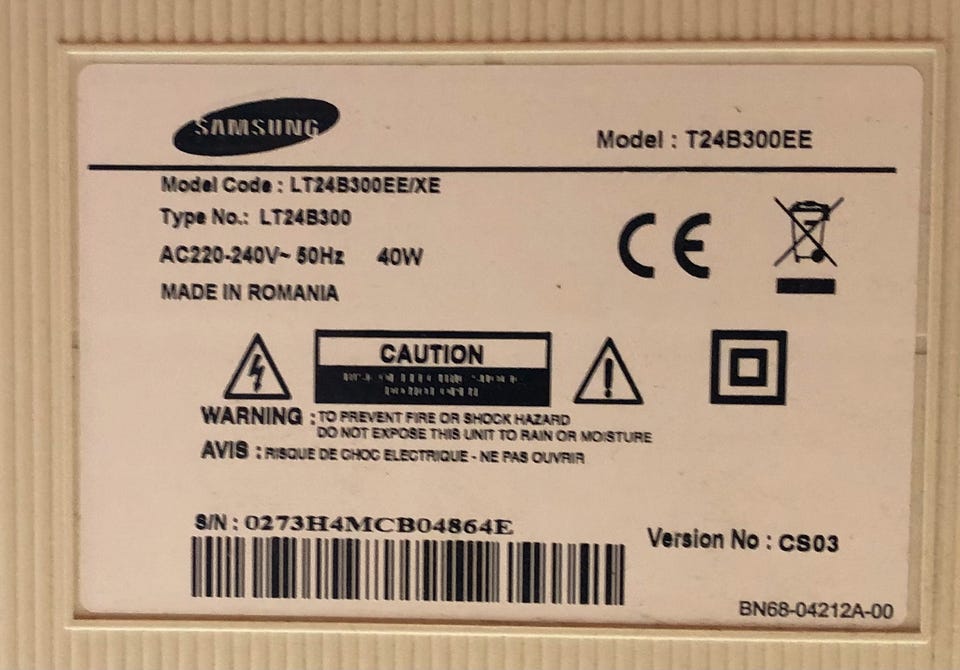 SAMSUNG
Model : T24B300EE
Model Code : LT24B300EE/XE
Type No.: LT24B300
AC220-240V~ 50Hz 40W
MADE IN ROMANIA
CE
CAUTION
WARNING : TO PREVENT FIRE OR SHOCK HAZARD
DO NOT EXPOSE THIS UNIT TO RAIN OR MOISTURE
AVIS : RISQUE DE CHOC ELECTRIQUE - NE PAS OUVRIR
S/N : 0273H4MCB04864E
Version No : CS03
BN68-04212A-00